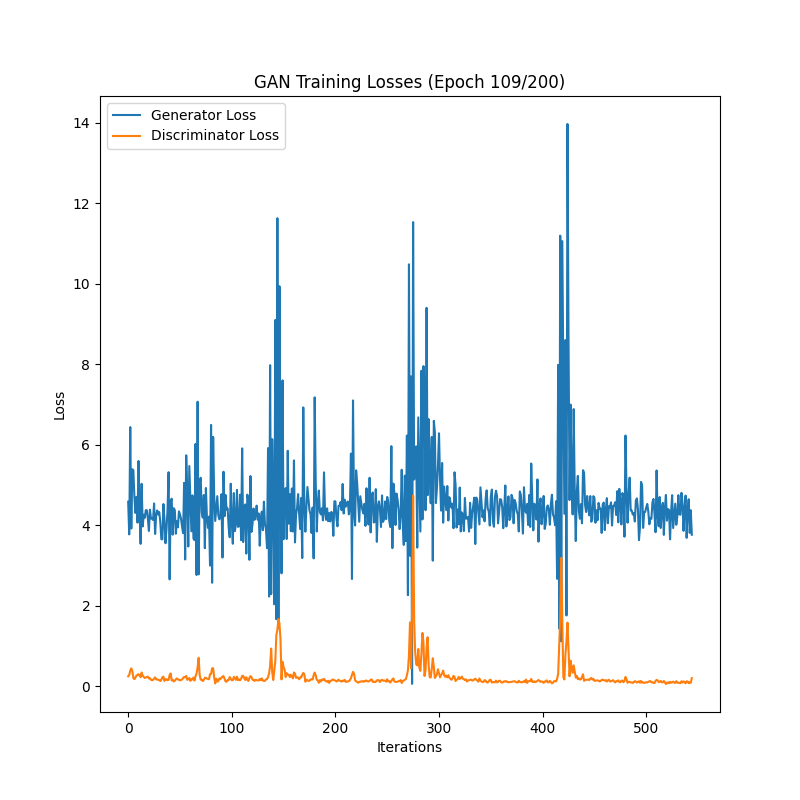 GAN Training Losses (Epoch 109/200)
Generator Loss
Discriminator Loss
14
12
10
8
6
4
2
0
Loss
0 100 200 300 400 500
Iterations